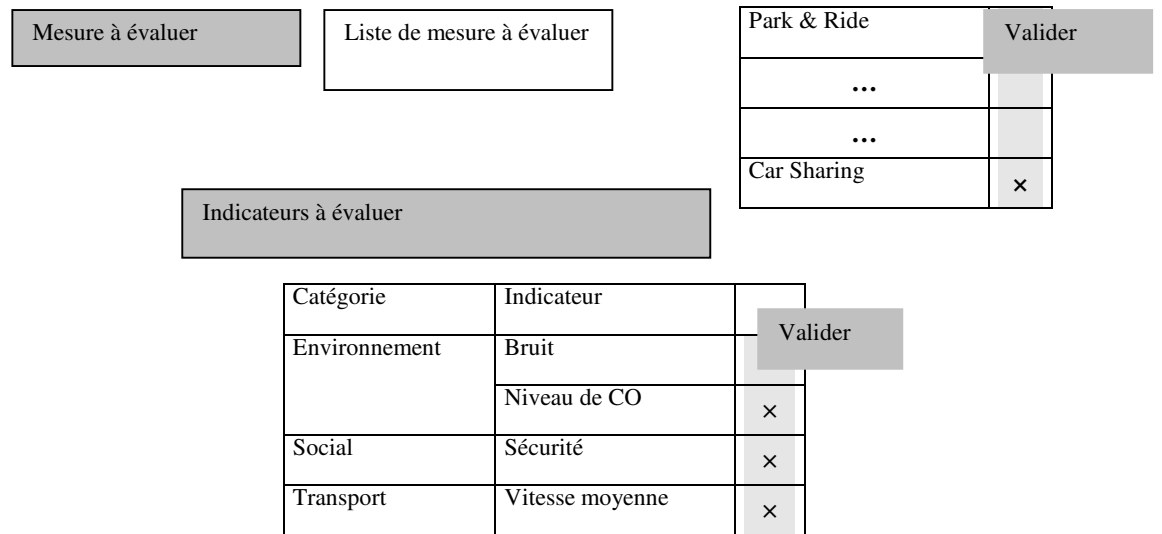 Mesure à évaluer
Liste de mesure à évaluer
Park & Ride
Valider
...
...
Car Sharing ×
Indicateurs à évaluer
Catégorie Indicateur
Valider
Environnement Bruit
Niveau de CO ×
Social Sécurité ×
Transport Vitesse moyenne ×